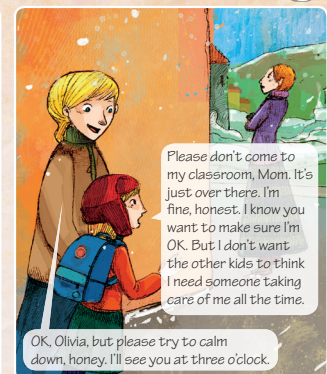 Please don't come to
my classroom, Mom. It's
just over there. I'm
fine, honest. I know you
want to make sure I'm
OK. But I don't want
the other kids to think
I need someone taking
care of me all the time.
OK, Olivia, but please try to calm
down, honey. I'll see you at three o'clock.